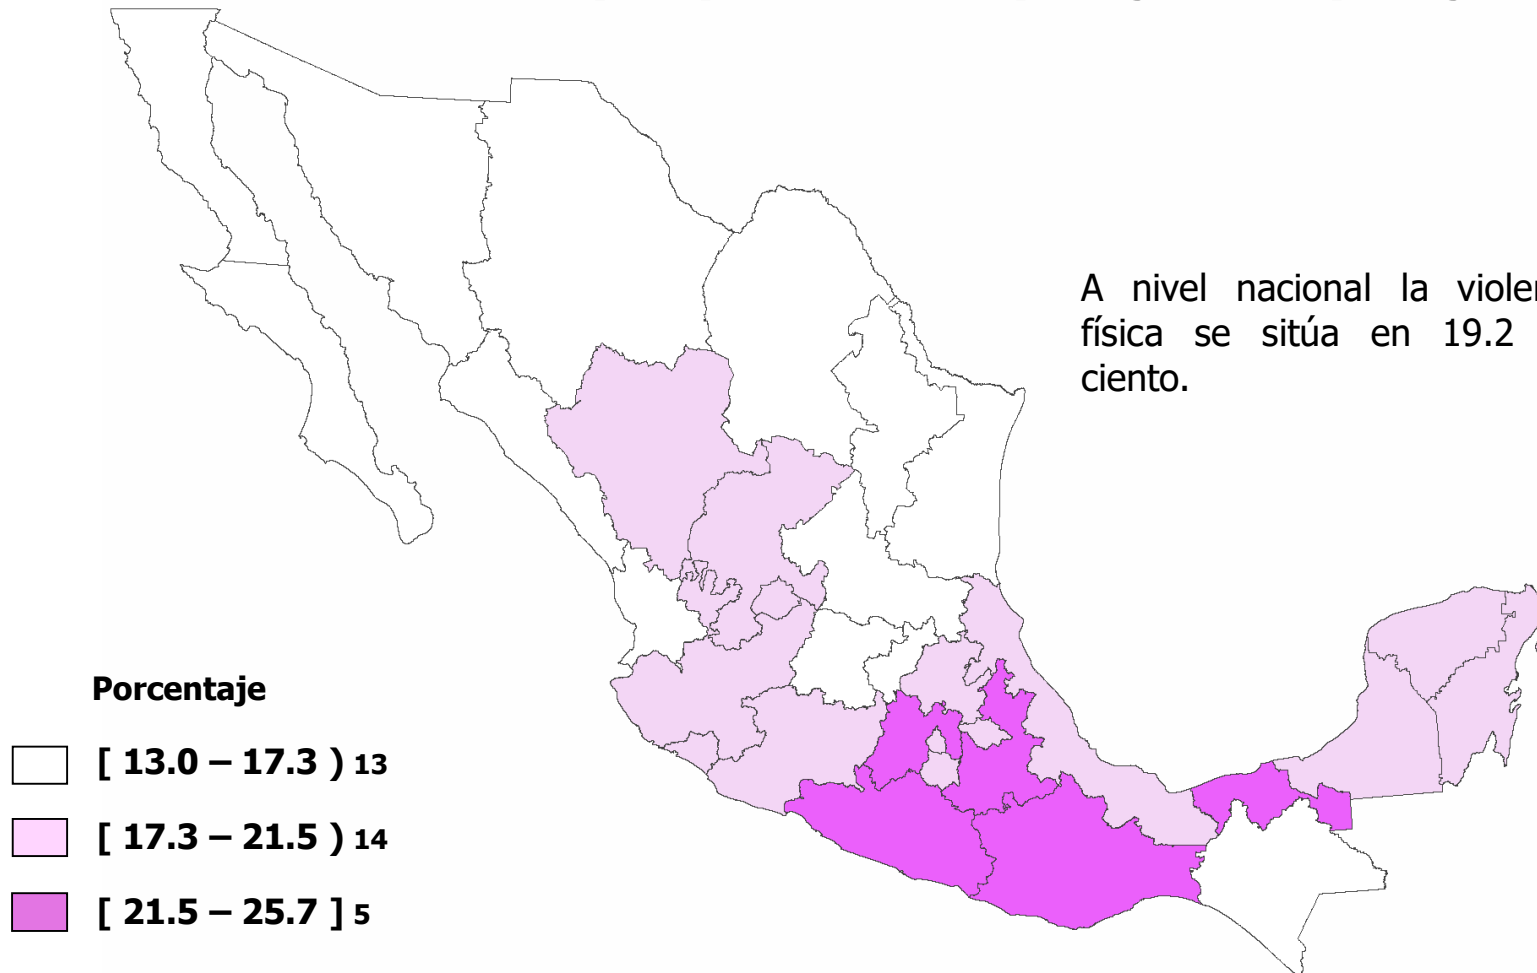 A nivel nacional la
física se sitúa en 19.2
ciento.
Porcentaje
[ 13.0 – 17.3 ) 13
[ 17.3 – 21.5 ) 14
[ 21.5 – 25.7 ] 5